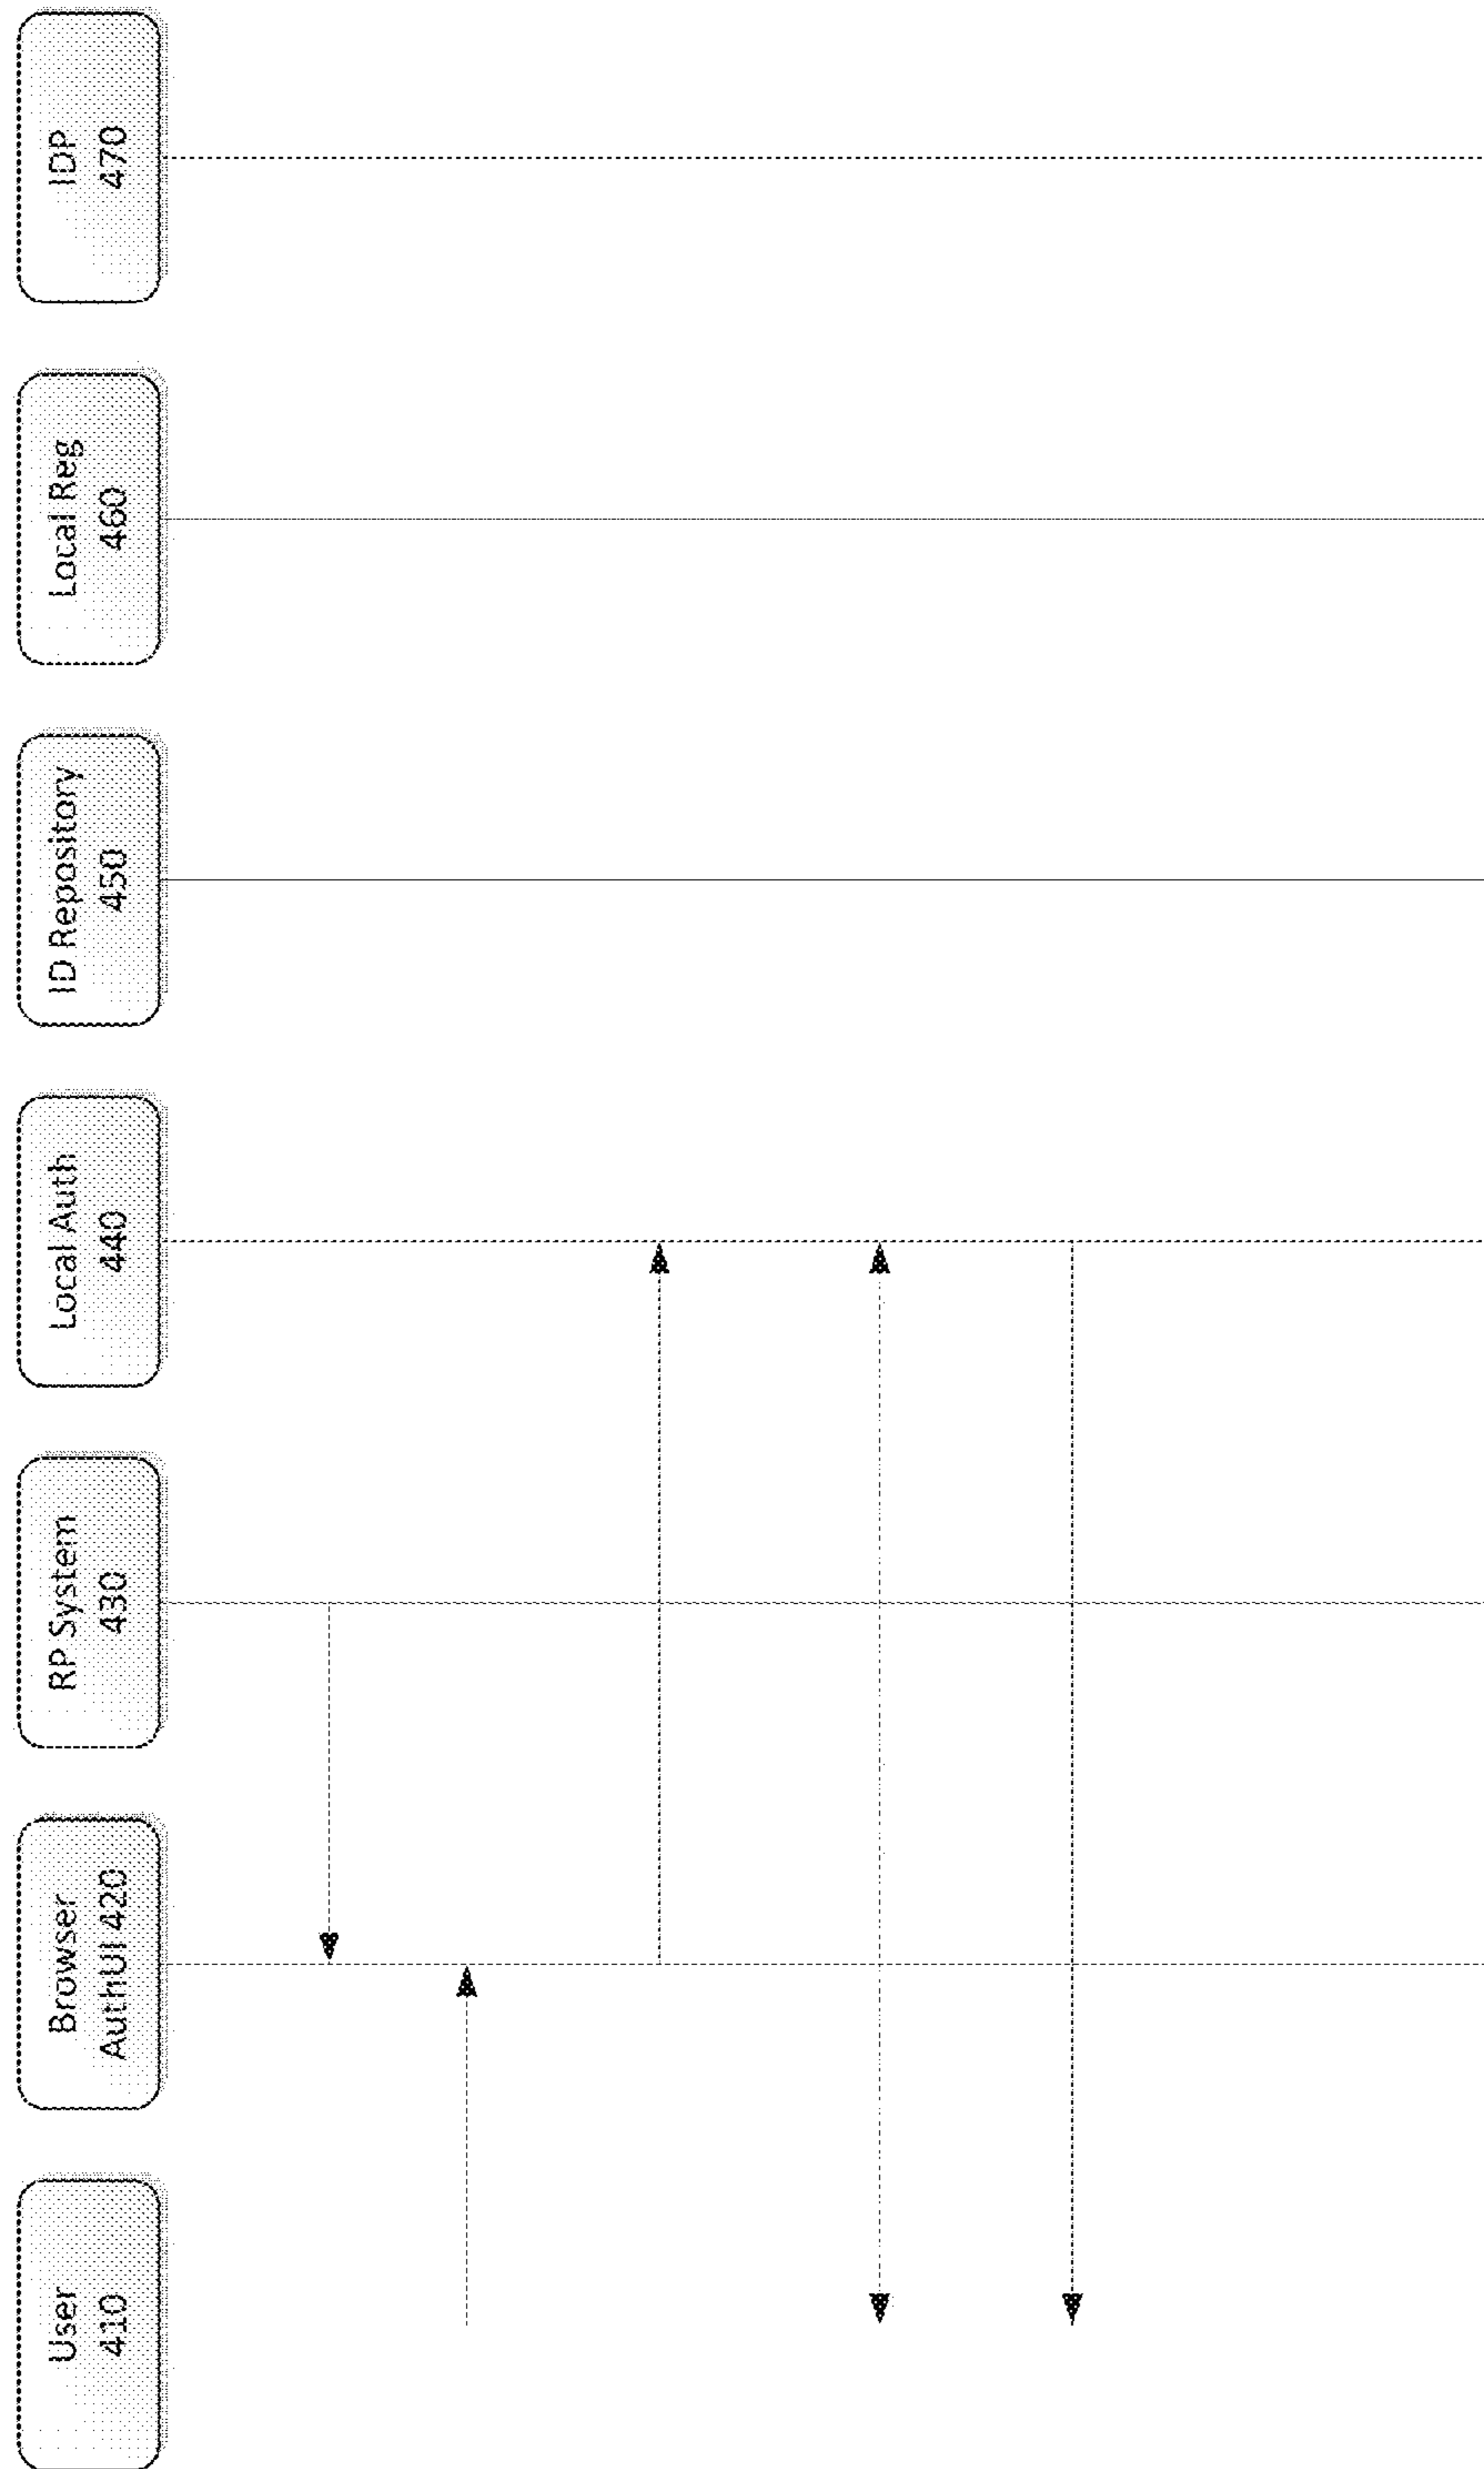 User
410
Browser
AuthUI 420
RP System
430
Local Auth
440
ID Repository
450
Local Reg
460
IDP
470